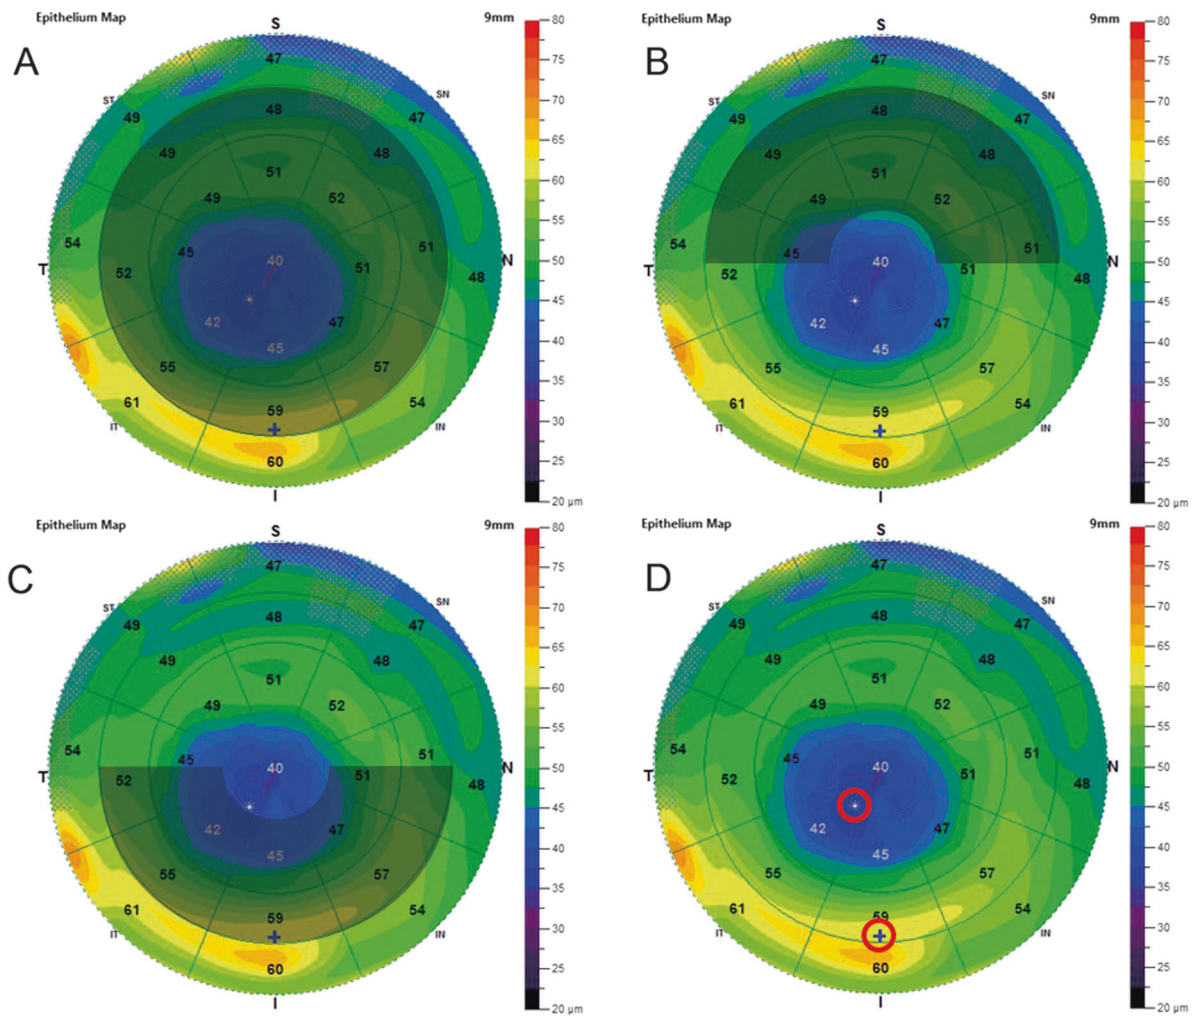 Epithelium Map 9mm
A
S
47
ST SN
49 47
48
49 48
51
49 52
54 45 51
T N
52 40 51 48
42 47
45
55 57
61 59 54
IT + IN
60
I
80
70
65
60
55
50
45
40
35
30
25
20 µm
Epithelium Map 9mm
B
S
47
ST SN
49 47
48
49 48
51
49 52
54 45 51
T N
52 40 51 48
42 47
45
55 57
61 59 54
IT + IN
60
I
80
70
65
60
55
50
45
40
35
30
25
20 µm
Epithelium Map 9mm
C
S
47
ST SN
49 47
48
49 48
51
49 52
54 45 51
T N
52 40 51 48
42 47
45
55 57
61 59 54
IT + IN
60
I
80
70
65
60
55
50
45
40
35
30
25
20 µm
Epithelium Map 9mm
D
S
47
ST SN
49 47
48
49 48
51
49 52
54 45 51
T N
52 40 51 48
42 47
45
55 57
61 59 54
IT + IN
60
I
80
70
65
60
55
50
45
40
35
30
25
20 µm